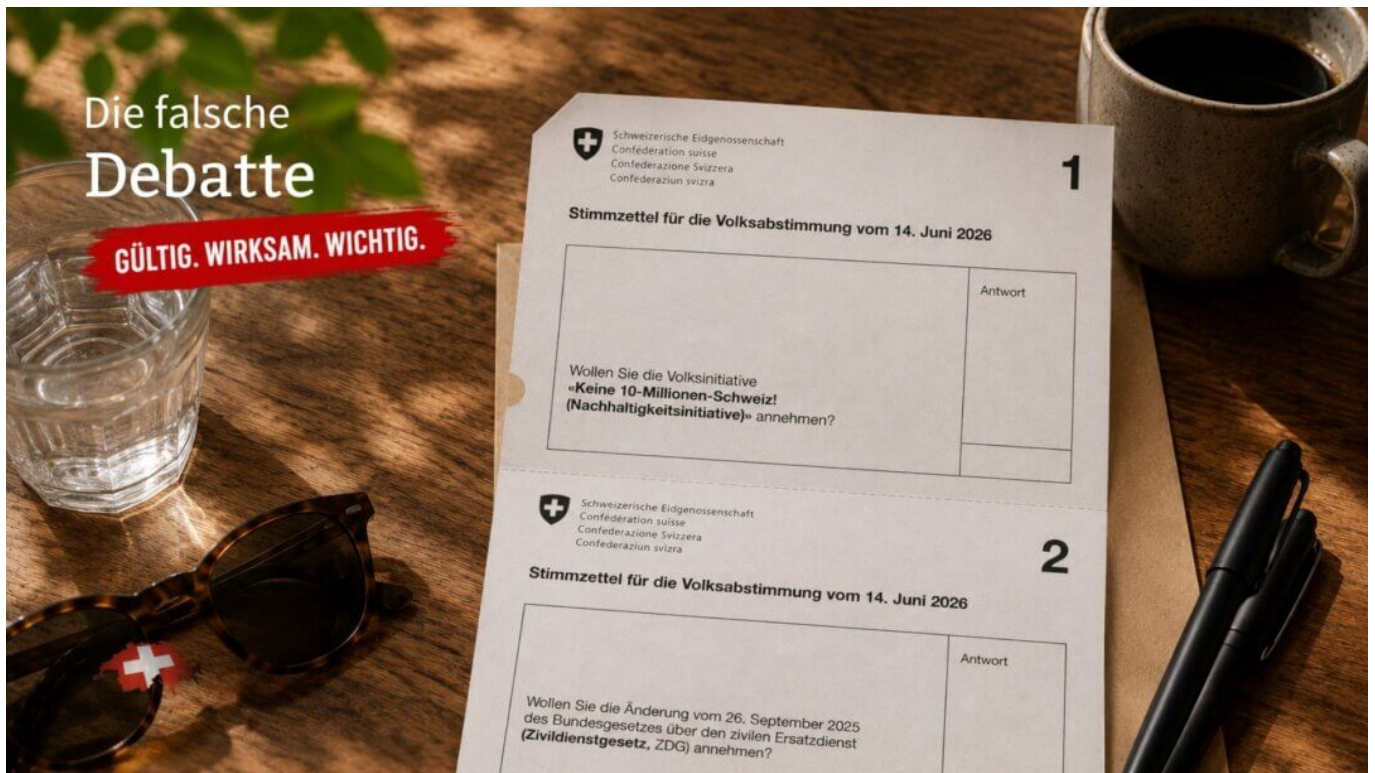 Die falsche
Debatte
GÜLTIG. WIRKSAM. WICHTIG.
Schweizerische Eidgenossenschaft
Confédération suisse
Confederazione Svizzera
Confederaziun svizra
1
Stimmzettel für die Volksabstimmung vom 14. Juni 2026
Antwort
Wollen Sie die Volksinitiative
«Keine 10-Millionen-Schweiz!
(Nachhaltigkeitsinitiative)» annehmen?
Schweizerische Eidgenossenschaft
Confédération suisse
Confederazione Svizzera
Confederaziun svizra
2
Stimmzettel für die Volksabstimmung vom 14. Juni 2026
Antwort
Wollen Sie die Änderung vom 26. September 2025
des Bundesgesetzes über den zivilen Ersatzdienst
(Zivildienstgesetz, ZDG) annehmen?